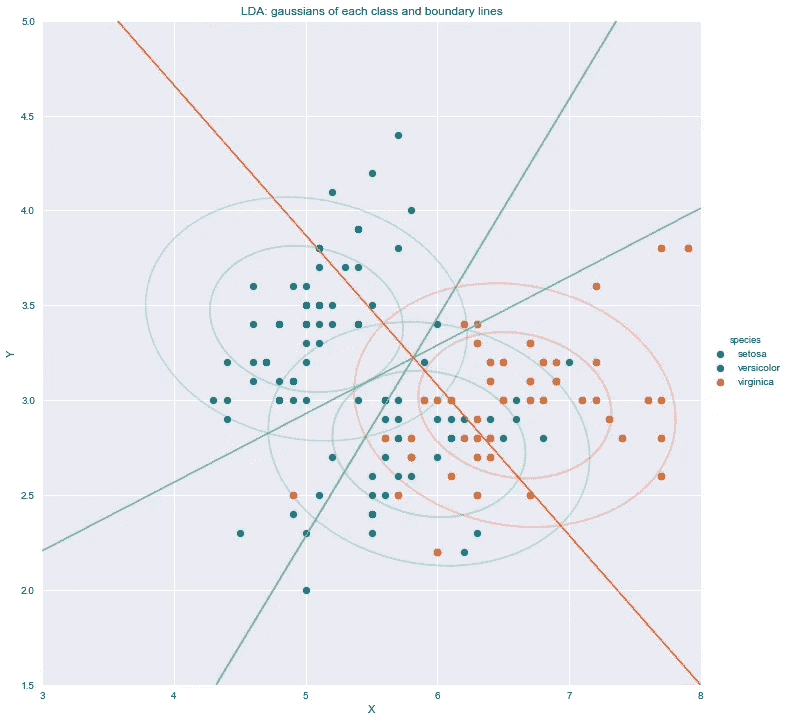 LDA: gaussians of each class and boundary lines
5.0
4.5
4.0
3.5
3.0
2.5
2.0
1.5
Y
3 4 5 6 7 8
X
species
setosa
versicolor
virginica